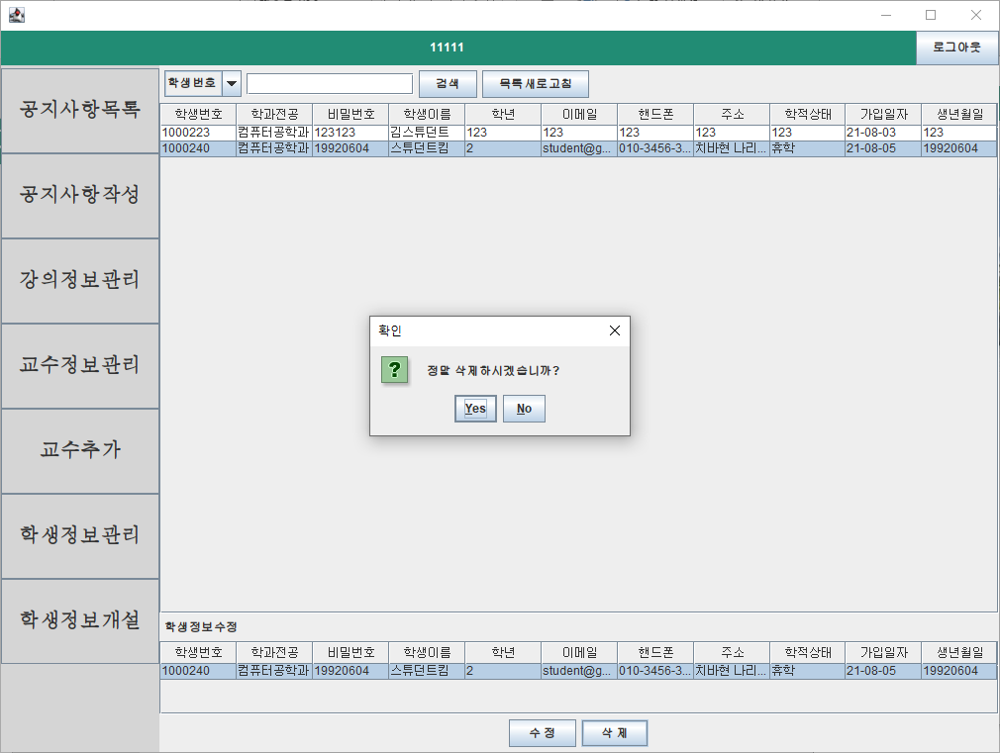 11111
로그아웃
공지사항목록
공지사항작성
강의정보관리
교수정보관리
교수추가
학생정보관리
학생정보개설
학생번호 검색 목록새로고침
학생번호 학과전공 비밀번호 학생이름 학년 이메일 핸드폰 주소 학적상태 가입일자 생년월일
1000223 컴퓨터공학과 123123 김스튜던트 123 123 123 123 123 21-08-03 123
1000240 컴퓨터공학과 19920604 스튜던트킴 2 student@g... 010-3456-3... 치바현 나리... 휴학 21-08-05 19920604
확인
정말 삭제하시겠습니까?
Yes No
학생정보수정
학생번호 학과전공 비밀번호 학생이름 학년 이메일 핸드폰 주소 학적상태 가입일자 생년월일
1000240 컴퓨터공학과 19920604 스튜던트킴 2 student@g... 010-3456-3... 치바현 나리... 휴학 21-08-05 19920604
수 정 삭 제